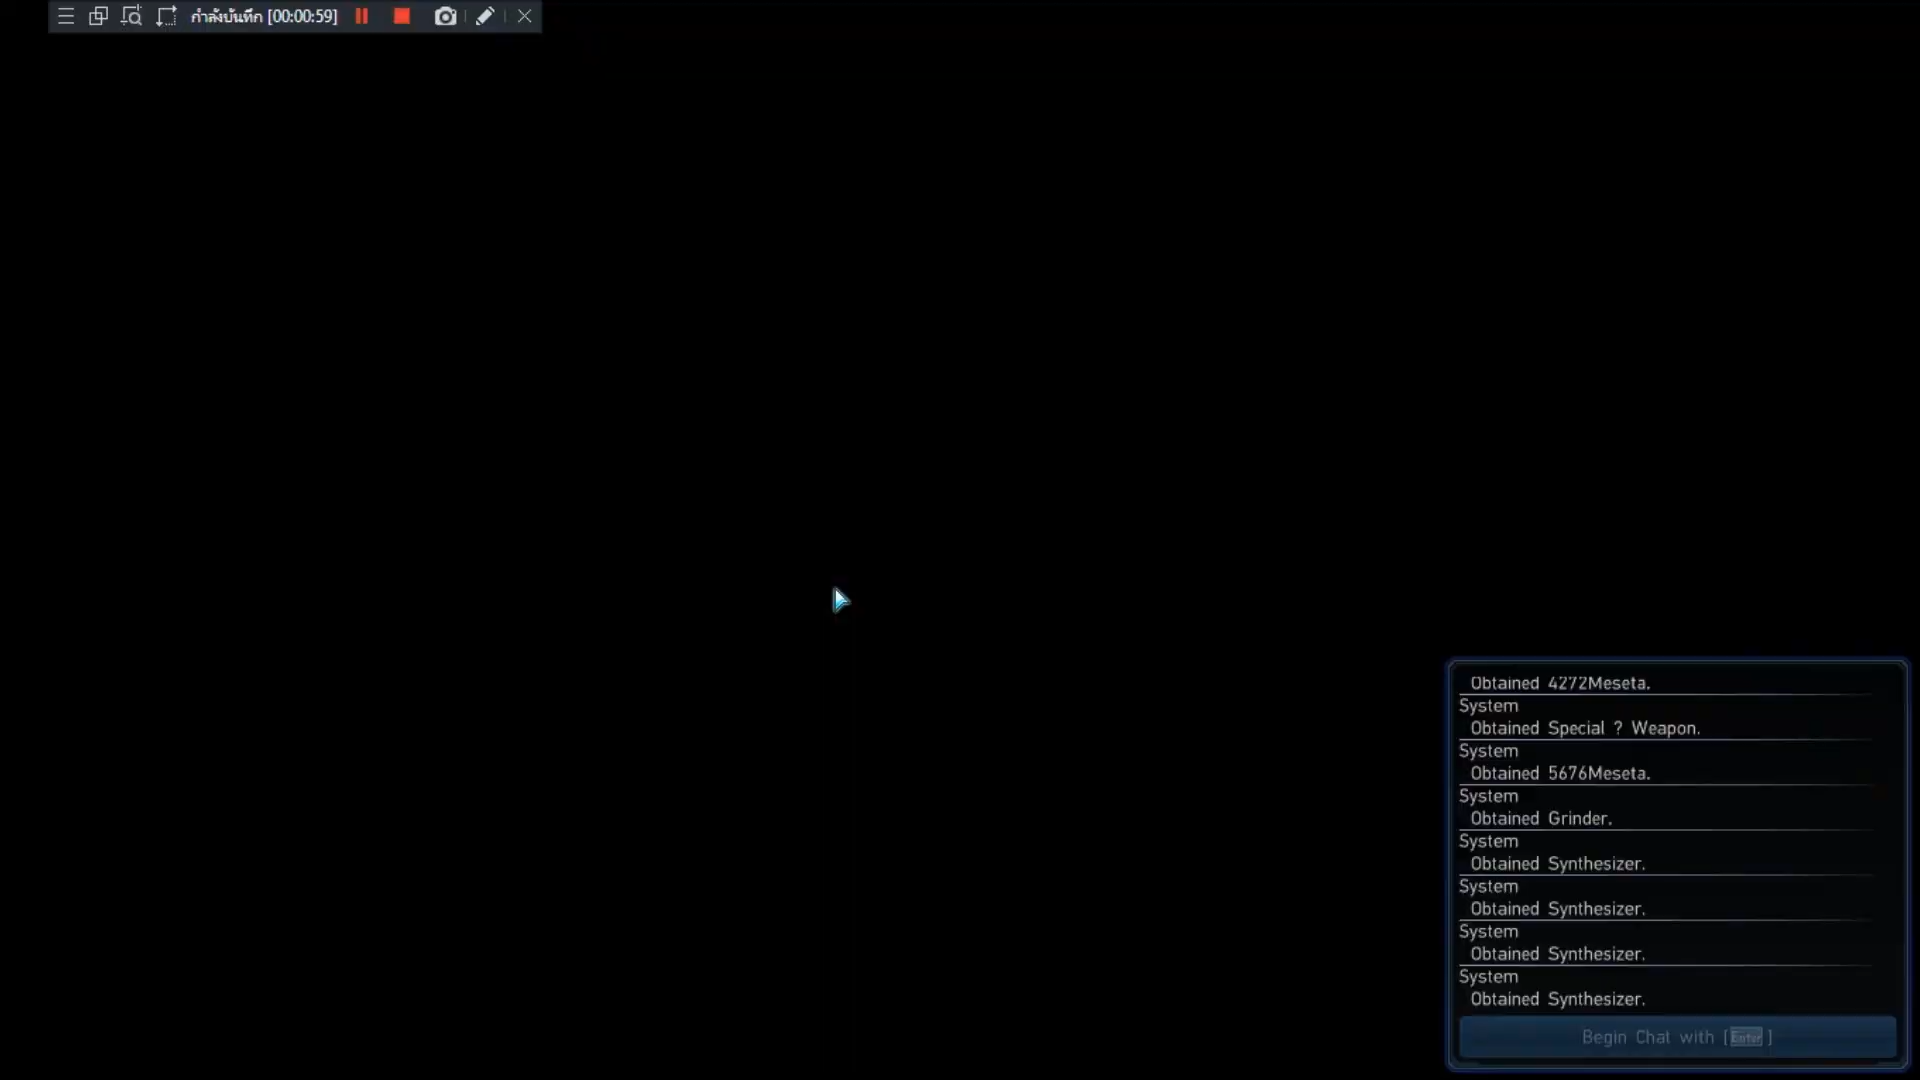 กำลังบันทึก [00:00:59]
Obtained 4272Meseta.
System
Obtained Special ? Weapon.
System
Obtained 5676Meseta.
System
Obtained Grinder.
System
Obtained Synthesizer.
System
Obtained Synthesizer.
System
Obtained Synthesizer.
System
Obtained Synthesizer.
Begin Chat with [Enter]